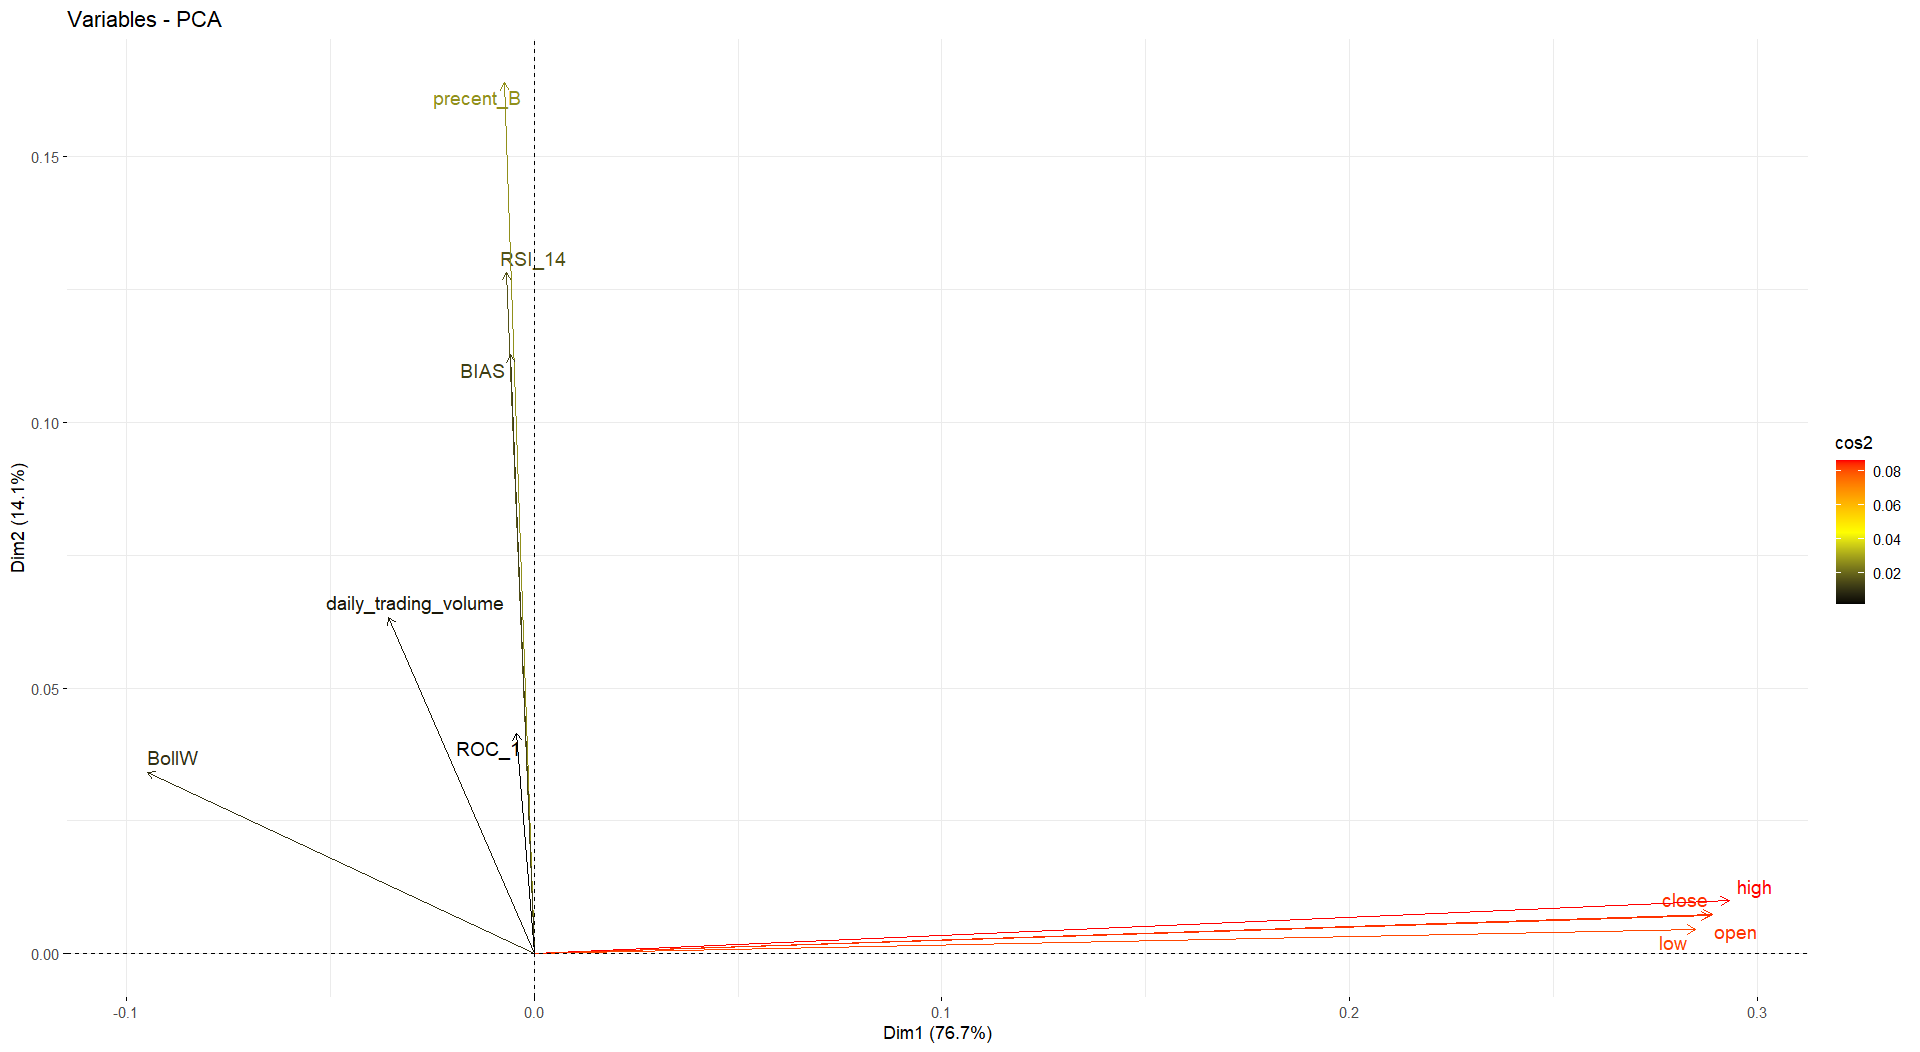 Variables - PCA
precent_B
0.15
RSI_14
BIAS
0.10
cos2
0.08
0.06
0.04
0.02
Dim2 (14.1%)
daily_trading_volume
0.05
ROC_1
BollW
high
close
open
low
0.00
-0.1
0.0
0.1
0.2
0.3
Dim1 (76.7%)